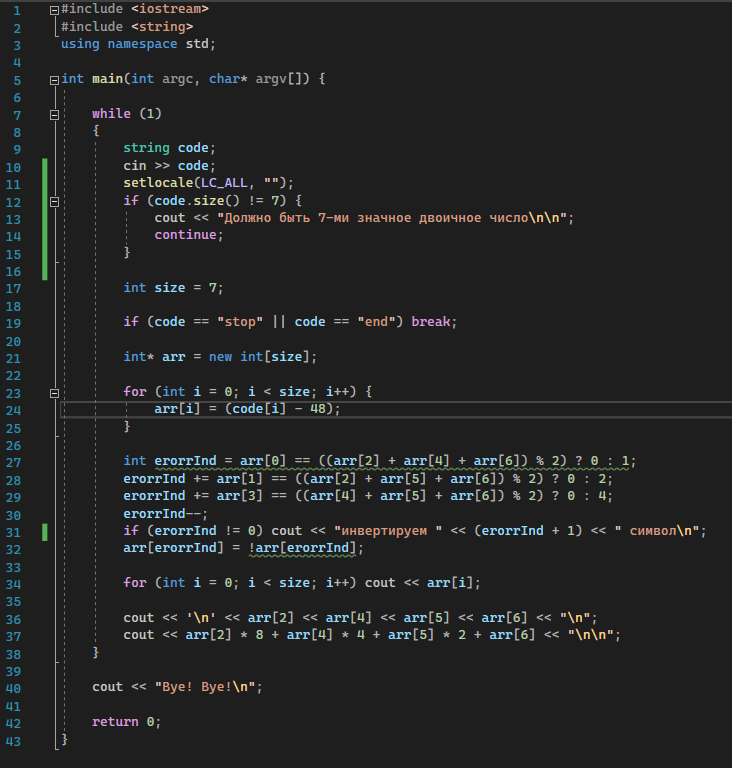 1 #include <iostream>
2 #include <string>
3 using namespace std;
4
5 int main(int argc, char* argv[]) {
6
7 while (1)
8 {
9 string code;
10 cin >> code;
11 setlocale(LC_ALL, "");
12 if (code.size() != 7) {
13 cout << "Должно быть 7-ми значное двоичное число\n\n";
14 continue;
15 }
16
17 int size = 7;
18
19 if (code == "stop" || code == "end") break;
20
21 int* arr = new int[size];
22
23 for (int i = 0; i < size; i++) {
24 arr[i] = (code[i] - 48);
25 }
26
27 int erorrInd = arr[0] == ((arr[2] + arr[4] + arr[6]) % 2) ? 0 : 1;
28 erorrInd += arr[1] == ((arr[2] + arr[5] + arr[6]) % 2) ? 0 : 2;
29 erorrInd += arr[3] == ((arr[4] + arr[5] + arr[6]) % 2) ? 0 : 4;
30 erorrInd--;
31 if (erorrInd != 0) cout << "инвертируем " << (erorrInd + 1) << " символ\n";
32 arr[erorrInd] = !arr[erorrInd];
33
34 for (int i = 0; i < size; i++) cout << arr[i];
35
36 cout << '\n' << arr[2] << arr[4] << arr[5] << arr[6] << "\n";
37 cout << arr[2] * 8 + arr[4] * 4 + arr[5] * 2 + arr[6] << "\n\n";
38 }
39
40 cout << "Bye! Bye!\n";
41
42 return 0;
43 }